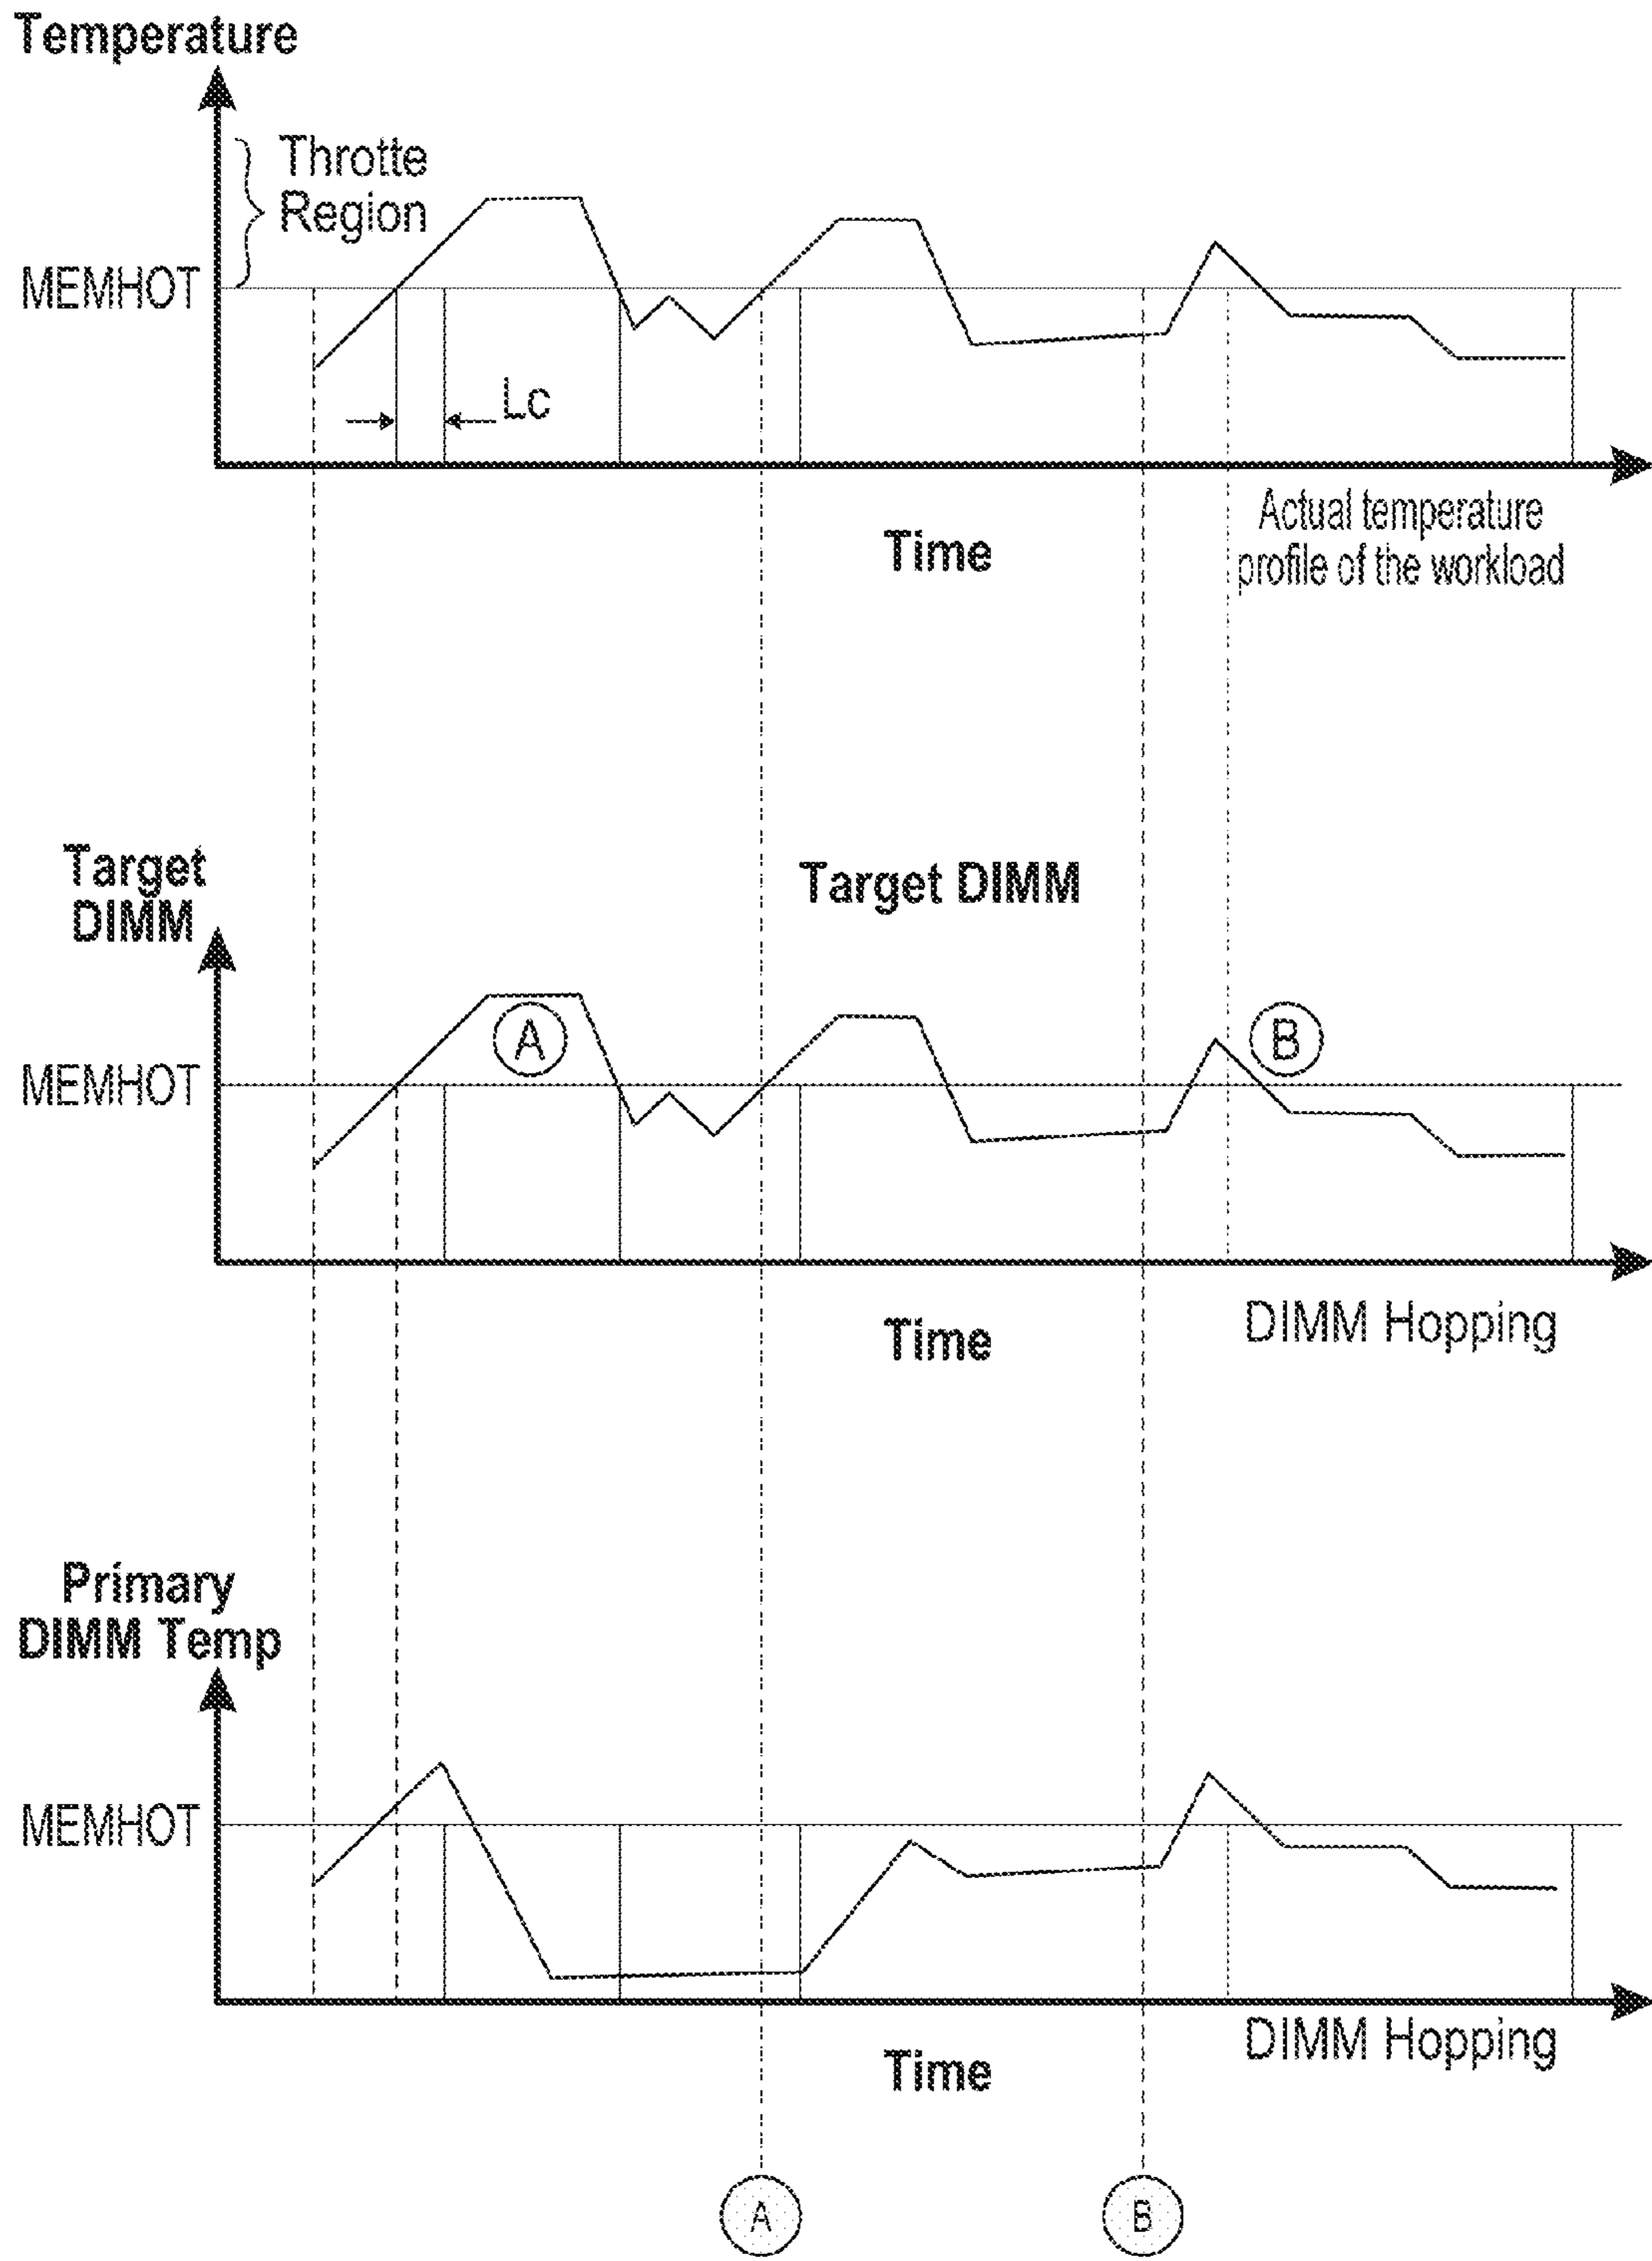 Temperature
Throtte
Region
MEMHOT
Lc
Time
Actual temperature
profile of the workload
Target
DIMM
Target DIMM
A
B
MEMHOT
Time
DIMM Hopping
Primary
DIMM Temp
MEMHOT
Time
DIMM Hopping
A
B